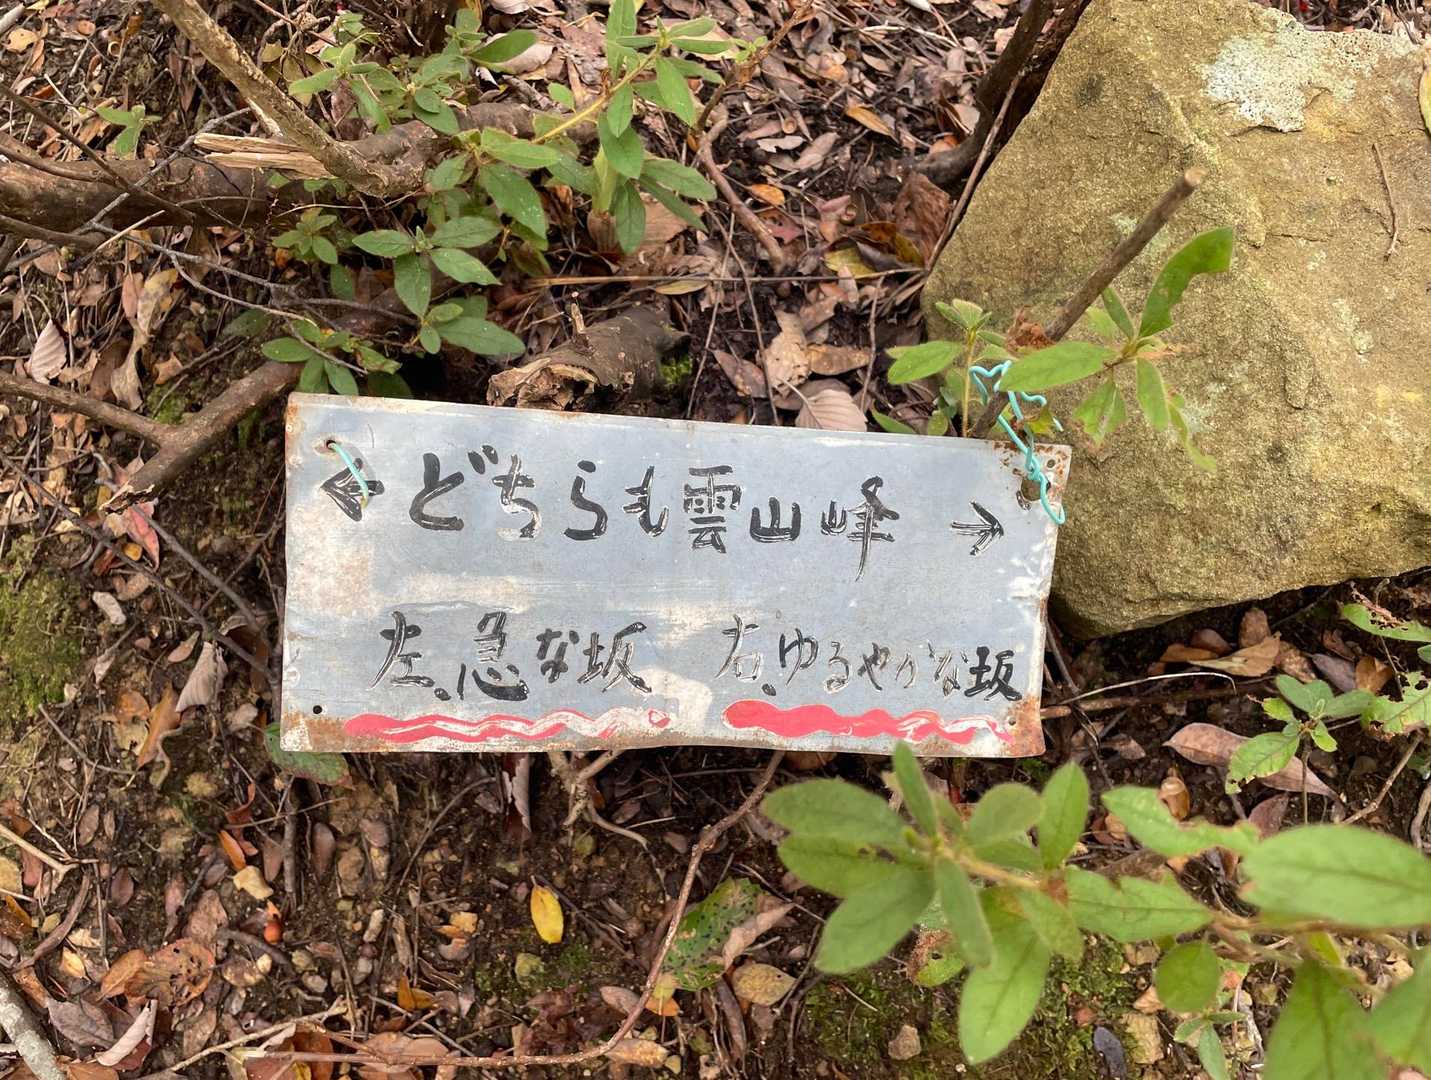 ← どちらも雲山峰 →
左、急な坂 右、ゆるやかな坂